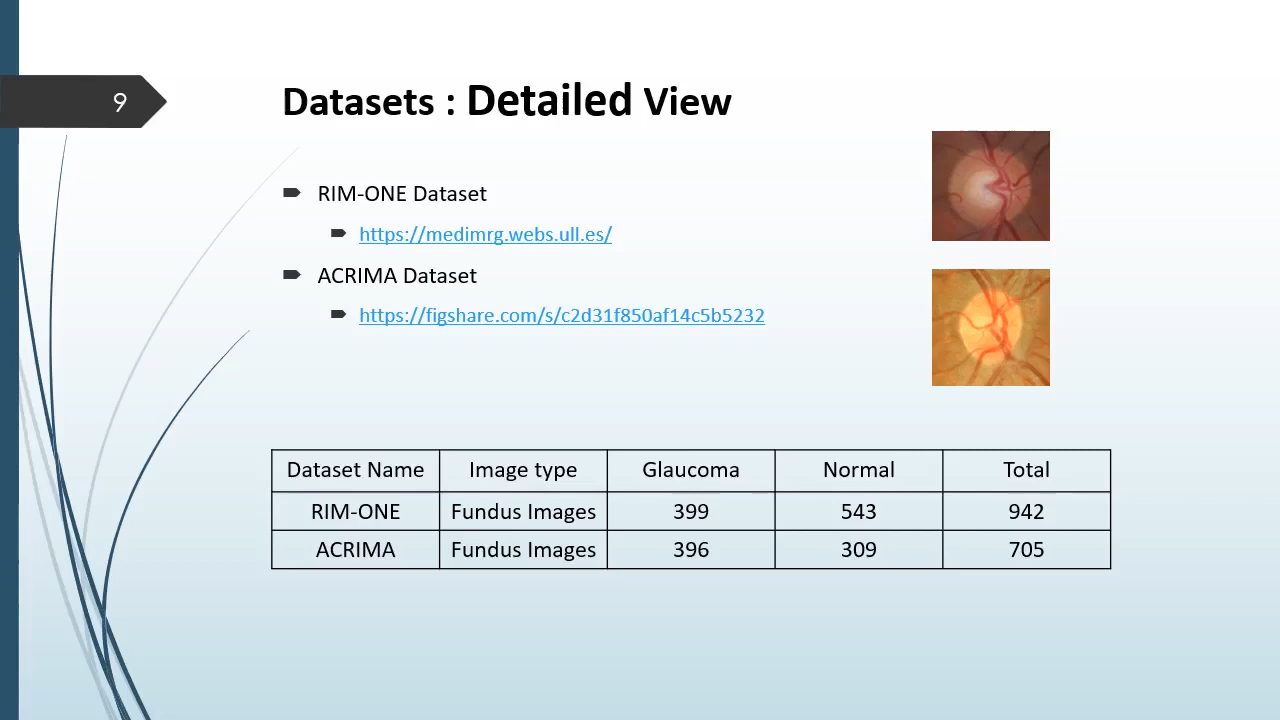 9
Datasets : Detailed View
RIM-ONE Dataset
https://medimrg.webs.ull.es/
ACRIMA Dataset
https://figshare.com/s/c2d31f850af14c5b5232
Dataset Name Image type Glaucoma Normal Total
RIM-ONE Fundus Images 399 543 942
ACRIMA Fundus Images 396 309 705